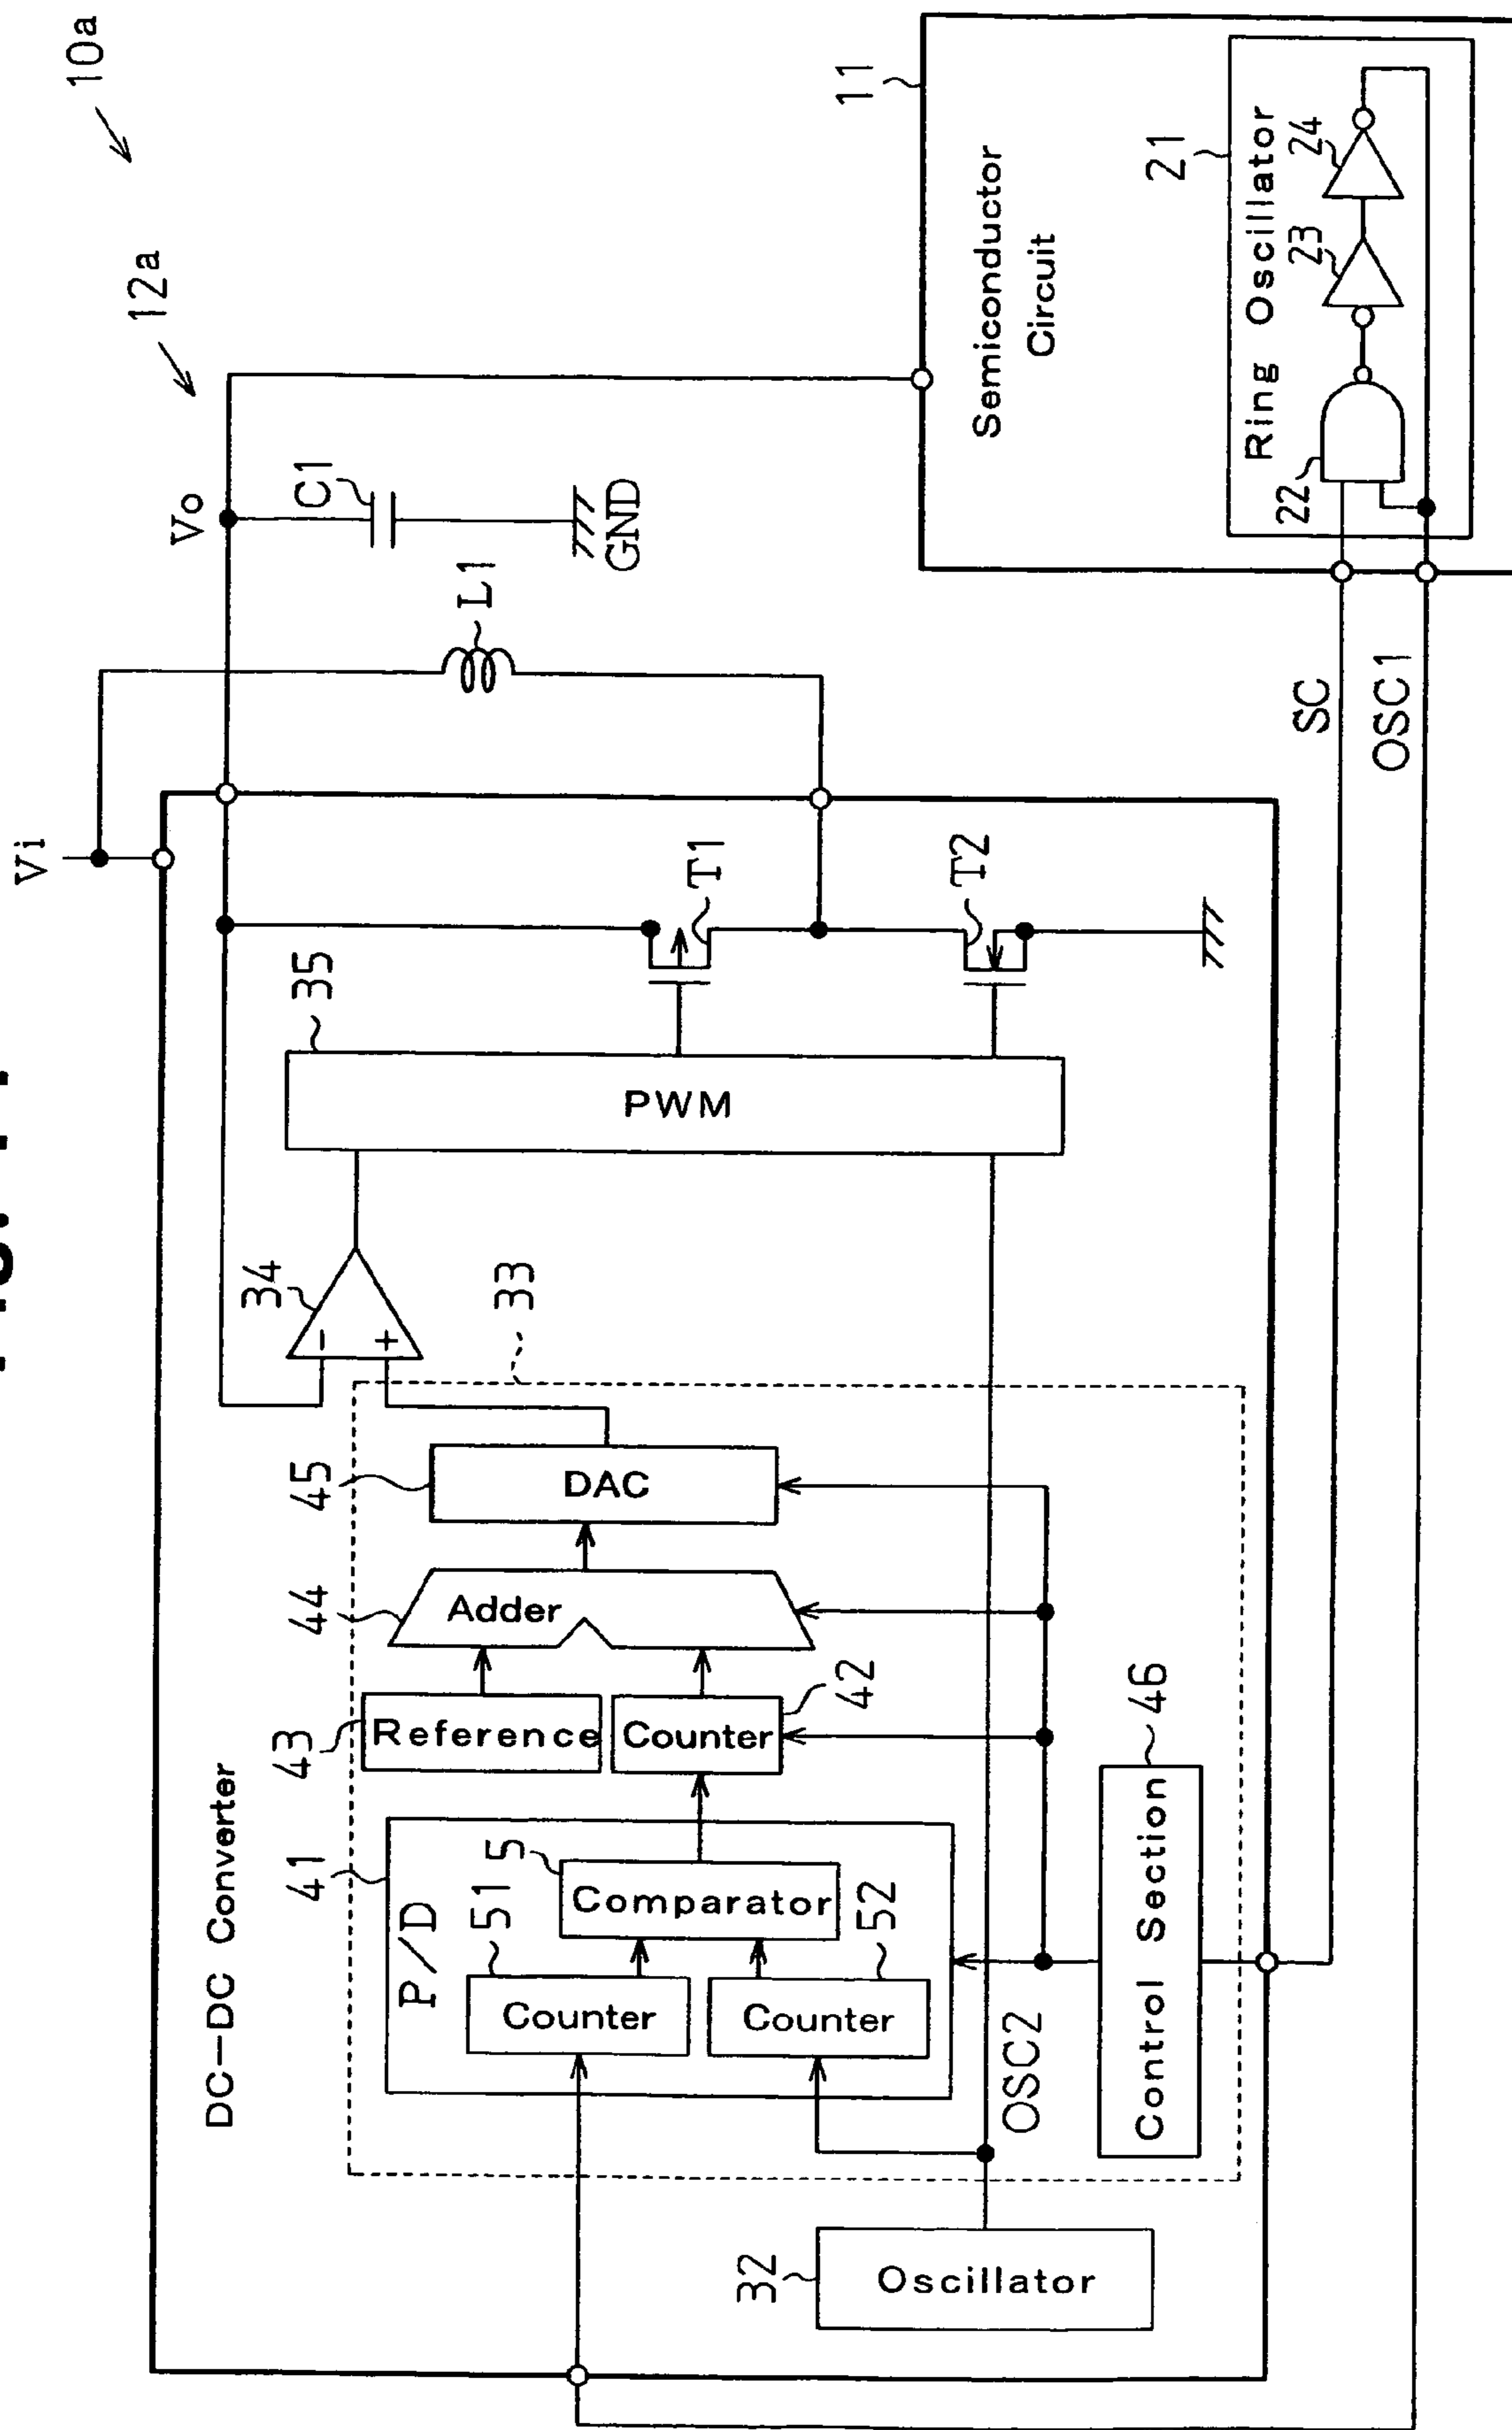 10a
12a
Vi
Vo
C1
GND
L1
11
Semiconductor
Circuit
21
Ring Oscillator
22
23
24
SC
OSC1
DC-DC Converter
35
PWM
T1
T2
34
-
+
33
45
DAC
44
Adder
43
Reference
Counter
42
41
P/D
5
Comparator
51
Counter
52
Counter
OSC2
46
Control Section
32
Oscillator